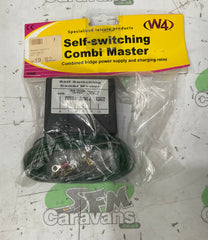 Specialised leisure products
W4
Self-switching
Combi Master
Combined fridge power supply and charging relay
Self Switching
Combi Master
SFM
Caravans